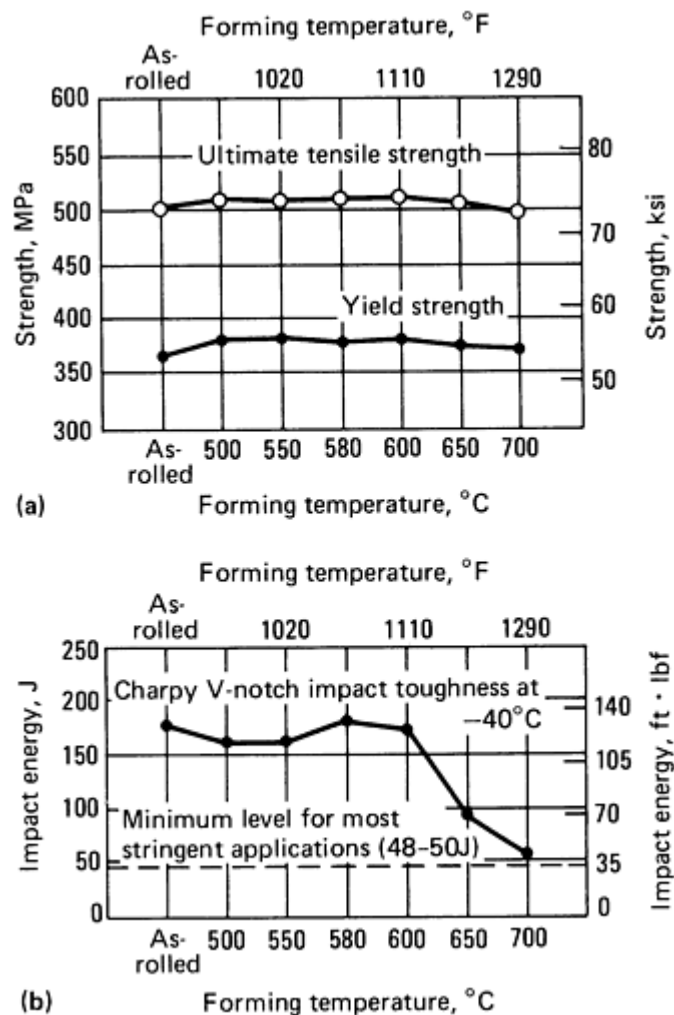 Forming temperature, °F
As-
rolled 1020 1110 1290
600
550
500
450
400
350
300
Strength, MPa
Ultimate tensile strength
Yield strength
80
70
60
50
Strength, ksi
As-
rolled 500 550 580 600 650 700
(a) Forming temperature, °C
Forming temperature, °F
As-
rolled 1020 1110 1290
250
200
150
100
50
0
Impact energy, J
Charpy V-notch impact toughness at
−40°C
Minimum level for most
stringent applications (48–50J)
140
105
70
35
0
Impact energy, ft · lbf
As-
rolled 500 550 580 600 650 700
(b) Forming temperature, °C